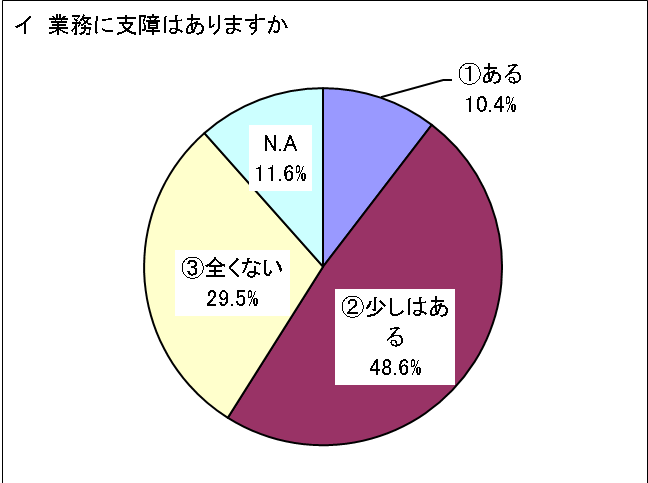 イ 業務に支障はありますか
①ある
10.4%
N.A
11.6%
③全くない
29.5%
②少しはあ
る
48.6%